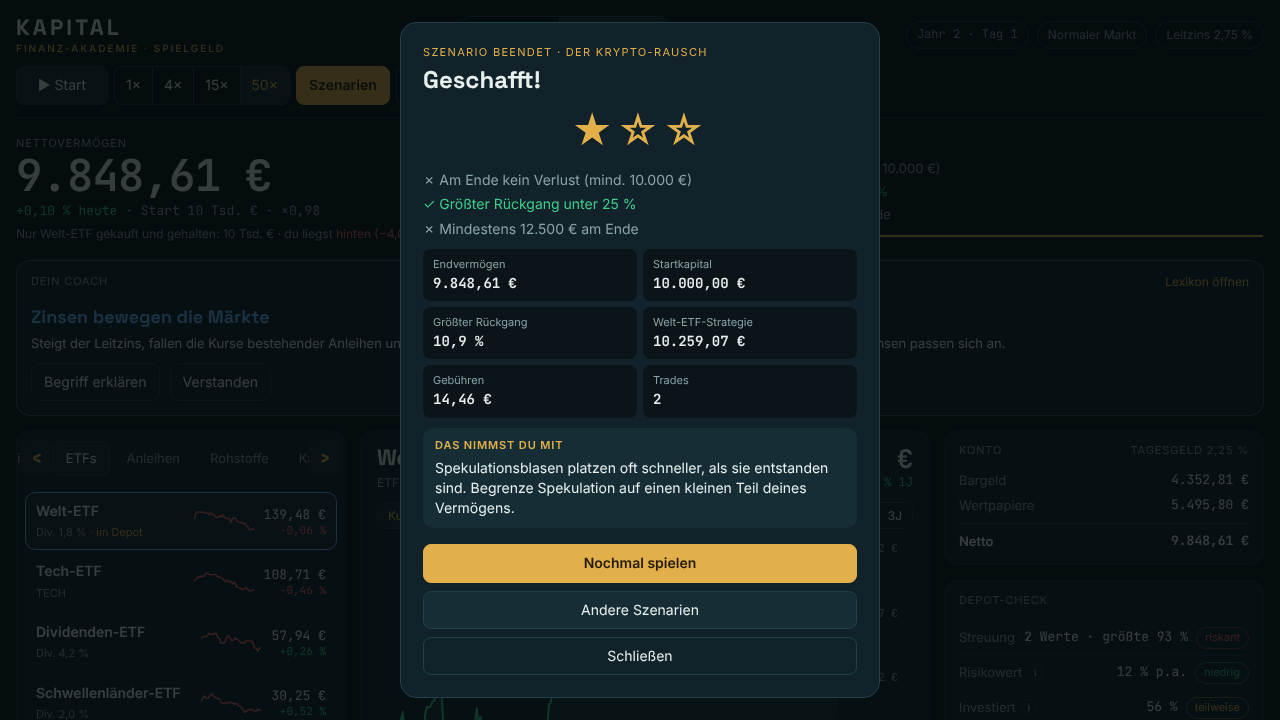 KAPITAL
FINANZ-AKADEMIE · SPIELGELD
Jahr 2 · Tag 1
Normaler Markt
Leitzins 2,75 %
▶ Start
1×
4×
15×
50×
Szenarien
NETTOVERMÖGEN
9.848,61 €
+0,10 % heute · Start 10 Tsd. € · ×0,98
Nur Welt-ETF gekauft und gehalten: 10 Tsd. € · du liegst hinten
10.000 €)
DEIN COACH
Lexikon öffnen
Zinsen bewegen die Märkte
Steigt der Leitzins, fallen die Kurse bestehender Anleihen
passen sich an.
Begriff erklären
Verstanden
SZENARIO BEENDET · DER KRYPTO-RAUSCH
Geschafft!
★ ☆ ☆
× Am Ende kein Verlust (mind. 10.000 €)
✓ Größter Rückgang unter 25 %
× Mindestens 12.500 € am Ende
Endvermögen
9.848,61 €
Startkapital
10.000,00 €
Größter Rückgang
10,9 %
Welt-ETF-Strategie
10.259,07 €
Gebühren
14,46 €
Trades
2
DAS NIMMST DU MIT
Spekulationsblasen platzen oft schneller, als sie entstanden
sind. Begrenze Spekulation auf einen kleinen Teil deines
Vermögens.
Nochmal spielen
Andere Szenarien
Schließen
<
ETFs
Anleihen
Rohstoffe
>
Welt-ETF
139,48 €
Div. 1,8 % · im Depot
-0,06 %
Tech-ETF
108,71 €
TECH
-0,46 %
Dividenden-ETF
57,94 €
Div. 4,2 %
+0,26 %
Schwellenländer-ETF
30,25 €
Div. 2,0 %
+0,52 %
€
% 1J
3J
KONTO
TAGESGELD 2,25 %
Bargeld
4.352,81 €
Wertpapiere
5.495,80 €
Netto
9.848,61 €
DEPOT-CHECK
Streuung
2 Werte · größte 93 %
riskant
Risikowert i
12 % p.a.
niedrig
Investiert i
56 %
teilweise